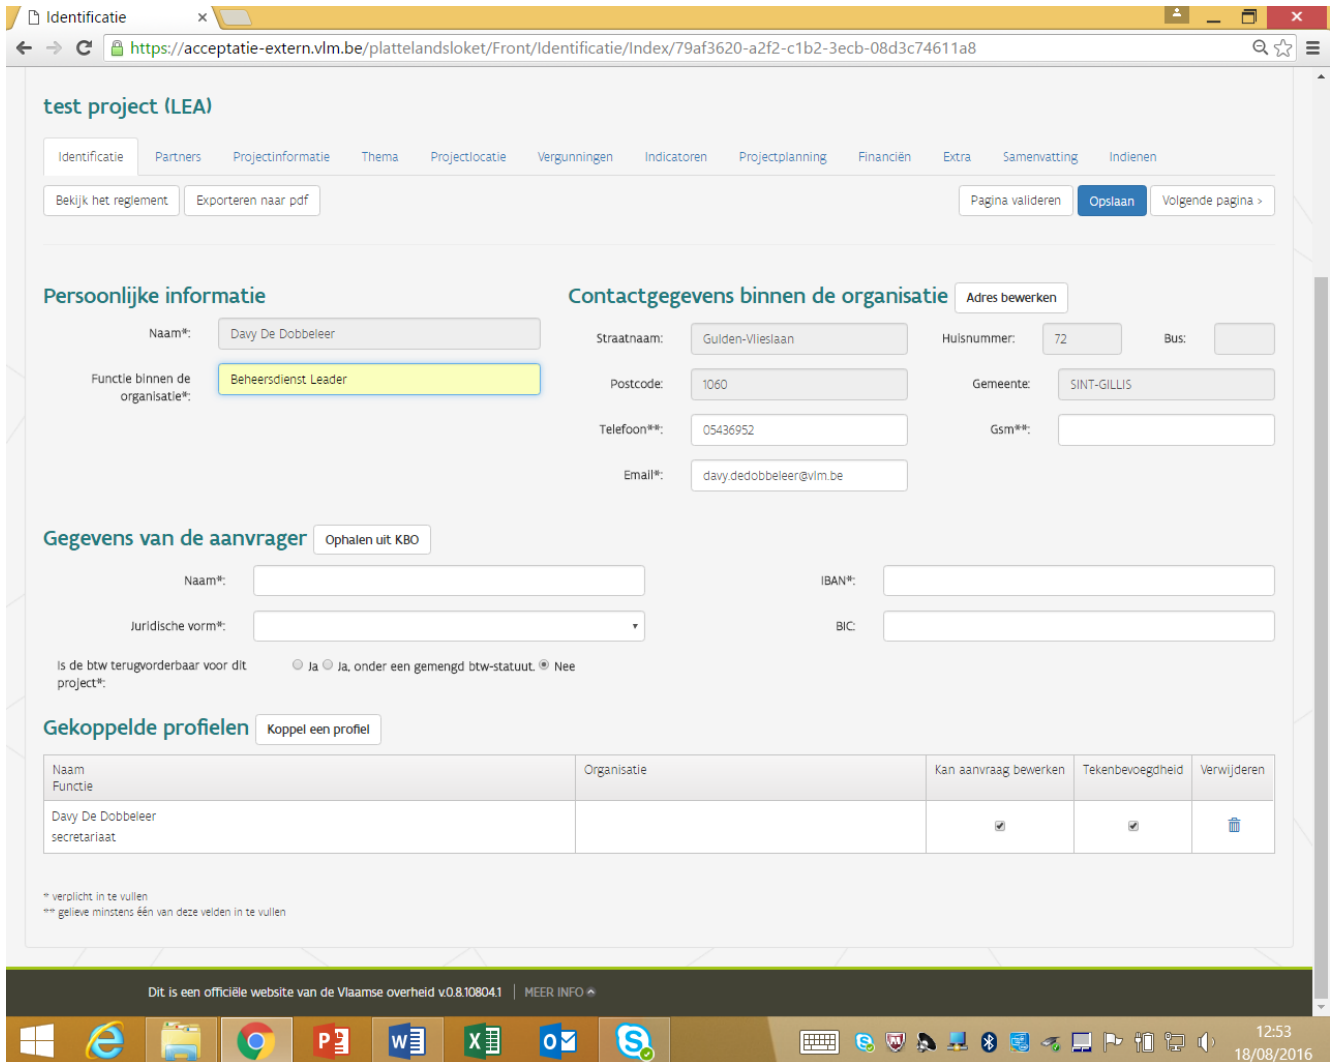 Identificatie
https://acceptatie-extern.vlm.be/plattelandsloket/Front/Identificatie/Index/79af3620-a2f2-c1b2-3ecb-08d3c74611a8
test project (LEA)
Identificatie Partners Projectinformatie Thema Projectlocatie Vergunningen Indicatoren Projectplanning Financiën Extra Samenvatting Indienen
Bekijk het reglement Exporteren naar pdf Pagina valideren Opslaan Volgende pagina >
Persoonlijke informatie Contactgegevens binnen de organisatie Adres bewerken
Naam*: Davy De Dobbeleer Straatnaam: Gulden-Vlieslaan Huisnummer: 72 Bus:
Functie binnen de organisatie*: Beheersdienst Leader Postcode: 1060 Gemeente: SINT-GILLIS
Telefoon**: 05436952 Gsm**:
Email*: davy.dedobbeleer@vlm.be
Gegevens van de aanvrager Ophalen uit KBO
Naam*: IBAN*:
Juridische vorm*: BIC:
Is de btw terugvorderbaar voor dit Ja Ja, onder een gemengd btw-statuut. Nee
project*:
Gekoppelde profielen Koppel een profiel
Naam Organisatie Kan aanvraag bewerken Tekenbevoegdheid Verwijderen
Functie
Davy De Dobbeleer
secretariaat
* verplicht in te vullen
** gelieve minstens één van deze velden in te vullen
Dit is een officiële website van de Vlaamse overheid v.0.8.10804.1 MEER INFO
12:53
18/08/2016